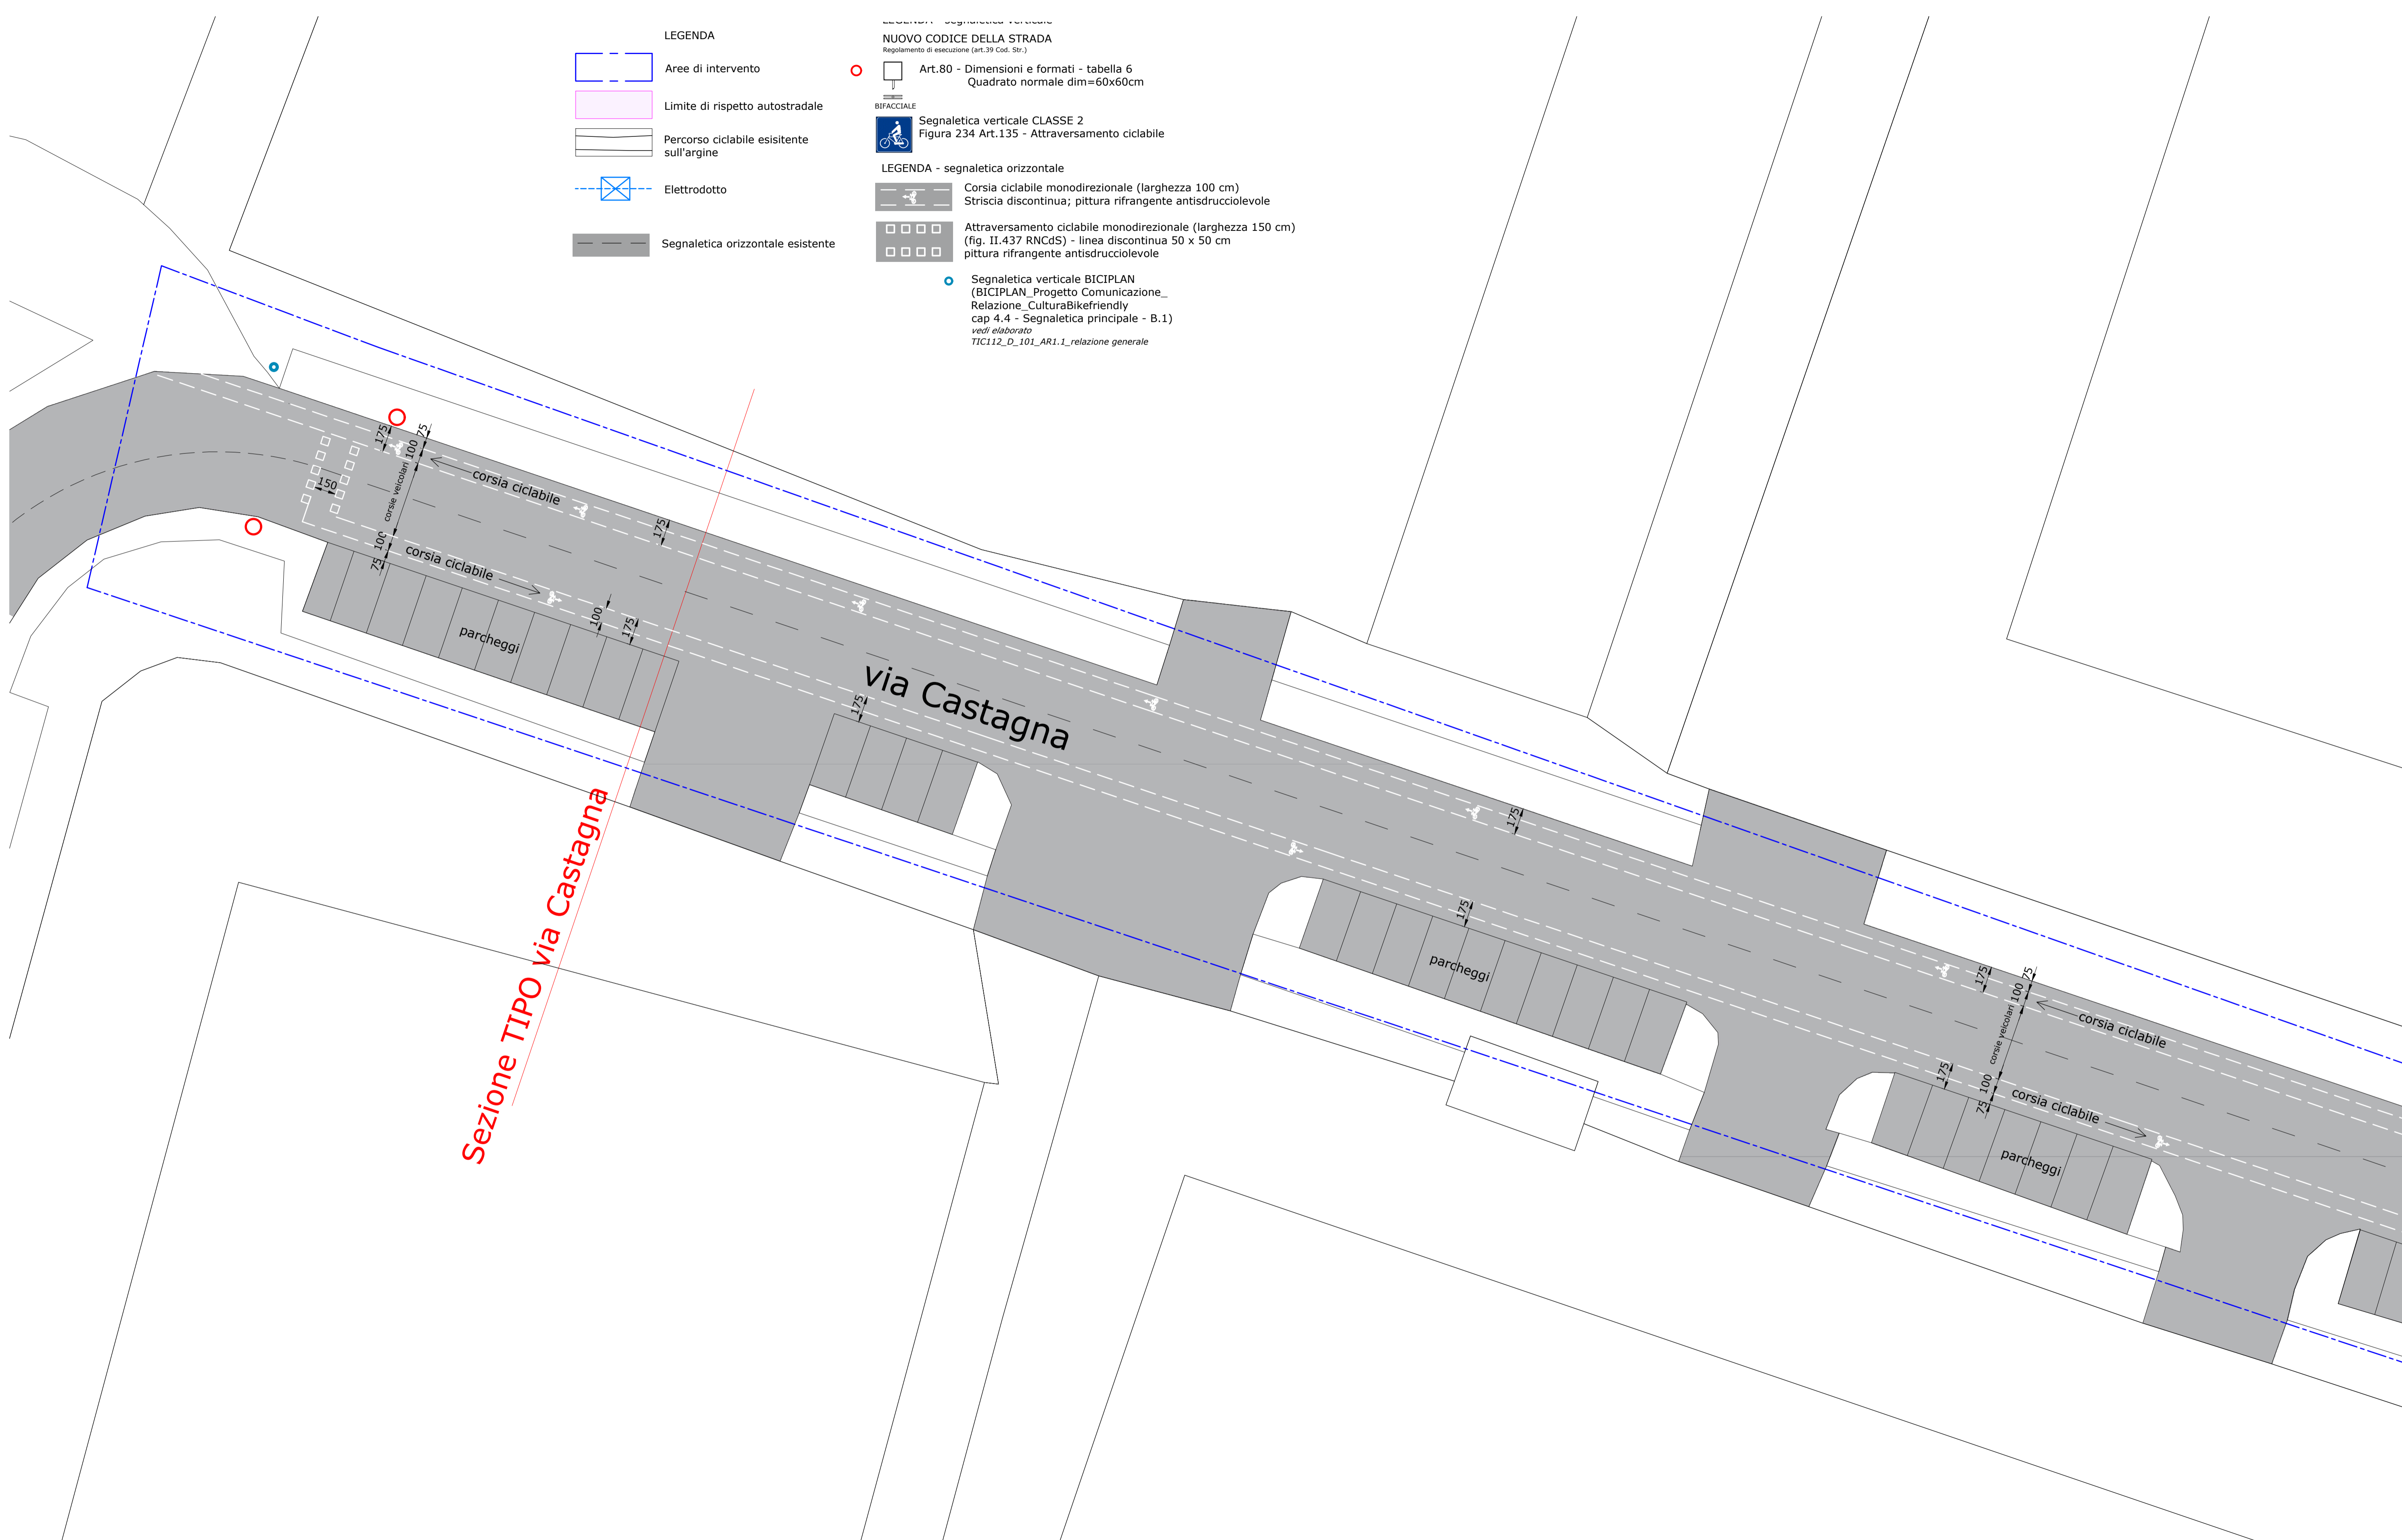 LEGENDA
Aree di intervento
Limite di rispetto autostradale
Percorso ciclabile esisitente
sull'argine
Elettrodotto
Segnaletica orizzontale esistente
LEGENDA - segnaletica verticale
NUOVO CODICE DELLA STRADA
Regolamento di esecuzione (art.39 Cod. Str.)
Art.80 - Dimensioni e formati - tabella 6
Quadrato normale dim=60x60cm
BIFACCIALE
Segnaletica verticale CLASSE 2
Figura 234 Art.135 - Attraversamento ciclabile
LEGENDA - segnaletica orizzontale
Corsia ciclabile monodirezionale (larghezza 100 cm)
Striscia discontinua; pittura rifrangente antisdrucciolevole
Attraversamento ciclabile monodirezionale (larghezza 150 cm)
(fig. II.437 RNCdS) - linea discontinua 50 x 50 cm
pittura rifrangente antisdrucciolevole
Segnaletica verticale BICIPLAN
(BICIPLAN_Progetto Comunicazione_
Relazione_CulturaBikefriendly
cap 4.4 - Segnaletica principale - B.1)
vedi elaborato
TIC112_D_101_AR1.1_relazione generale
175
75
100
corsie veicolari
150
100
75
corsia ciclabile
corsia ciclabile
175
100
175
parcheggi
via Castagna
175
Sezione TIPO via Castagna
175
175
parcheggi
175
75
100
corsie veicolari
corsia ciclabile
175
100
75
corsia ciclabile
parcheggi